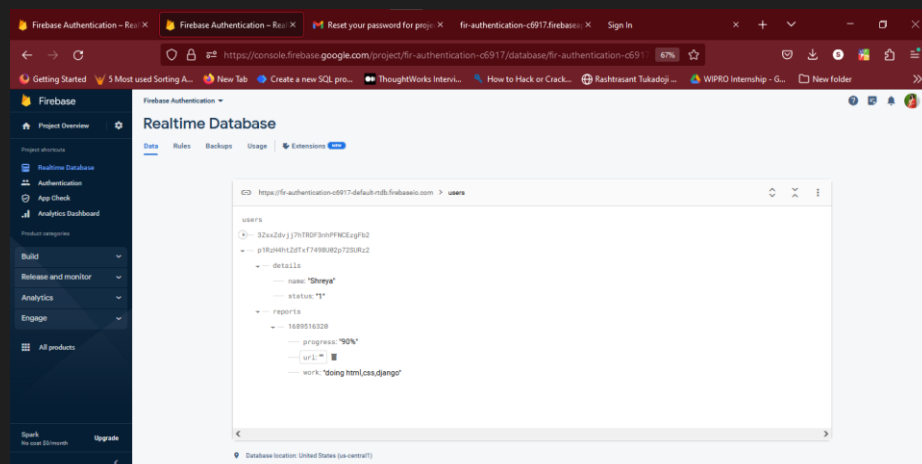 Firebase Authentication – Rea
Firebase Authentication – Rea
Reset your password for projec
fir-authentication-c6917.firebaseap
Sign In
https://console.firebase.google.com/project/fir-authentication-c6917/database/fir-authentication-c6917
67%
Getting Started
5 Most used Sorting A...
New Tab
Create a new SQL pro...
ThoughtWorks Intervi...
How to Hack or Crack...
Rashtrasant Tukadoji ...
WIPRO Internship - G...
New folder
Firebase
Project Overview
Project shortcuts
Realtime Database
Authentication
App Check
Analytics Dashboard
Product categories
Build
Release and monitor
Analytics
Engage
All products
Spark
No cost $0/month
Upgrade
Firebase Authentication
Realtime Database
Data
Rules
Backups
Usage
Extensions
NEW
https://fir-authentication-c6917-default-rtdb.firebaseio.com > users
users
details
name: "Shreya"
status: "1"
reports
1689516320
progress: "90%"
url: ""
work: "doing html,css,django"
Database location: United States (us-central1)